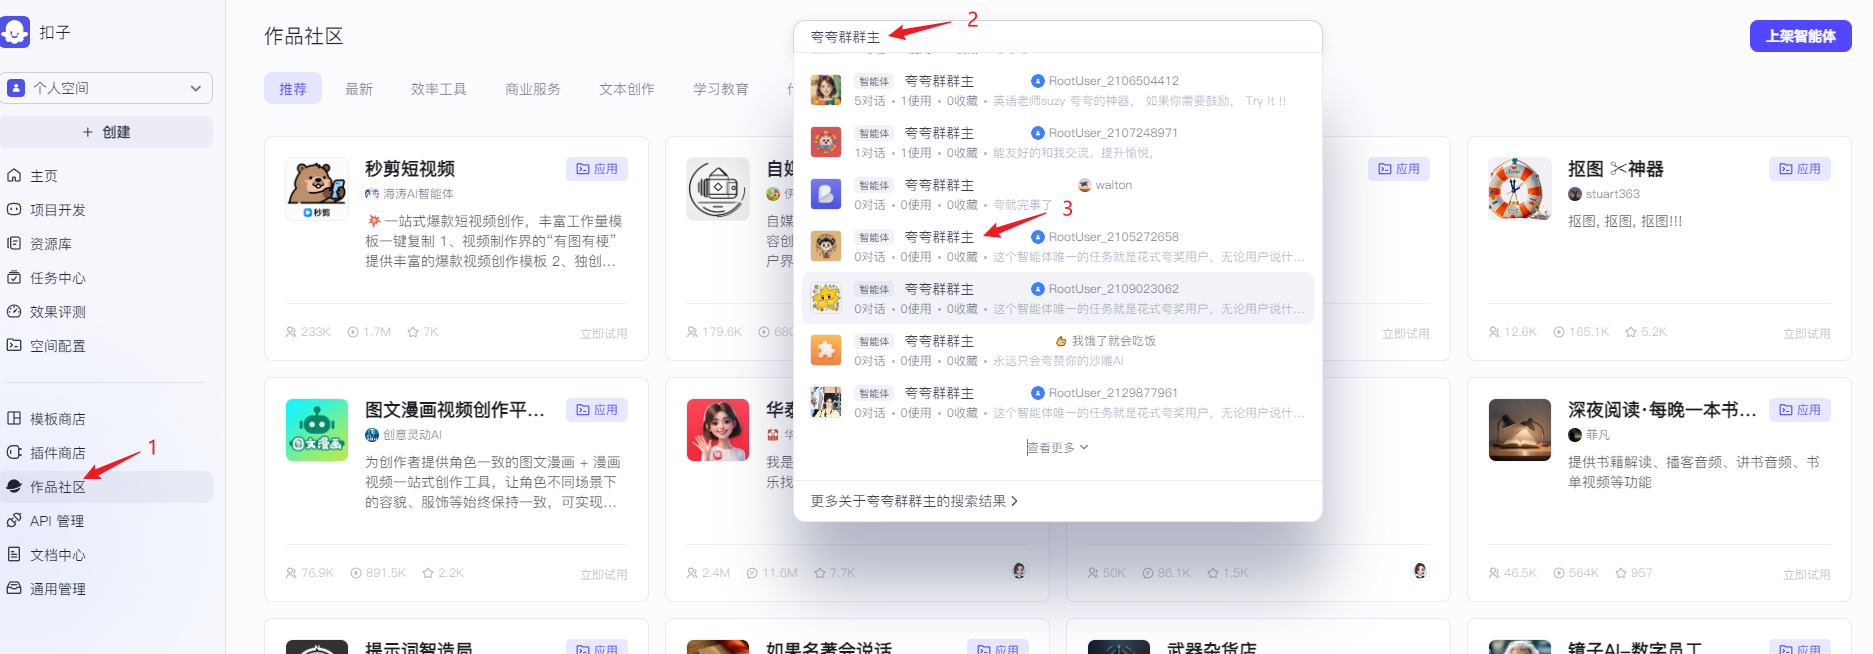 扣子
个人空间
+ 创建
主页
项目开发
资源库
任务中心
效果评测
空间配置
模板商店
插件商店
作品社区
API 管理
文档中心
通用管理
1
作品社区
上架智能体
推荐 最新 效率工具 商业服务 文本创作 学习教育
夸夸群群主
2
智能体 夸夸群群主 RootUser_2106504412
5对话 • 1使用 • 0收藏 • 英语老师suzy 夸夸的神器， 如果你需要鼓励， Try it !!
智能体 夸夸群群主 RootUser_2107248971
1对话 • 1使用 • 0收藏 • 能友好的和我交流，提升愉悦，
智能体 夸夸群群主 walton
0对话 • 0使用 • 0收藏 • 夸就完事了
3
智能体 夸夸群群主 RootUser_2105272658
0对话 • 0使用 • 0收藏 • 这个智能体唯一的任务就是花式夸奖用户，无论用户说什...
智能体 夸夸群群主 RootUser_2109023062
0对话 • 0使用 • 0收藏 • 这个智能体唯一的任务就是花式夸奖用户，无论用户说什...
智能体 夸夸群群主 我饿了就会吃饭
0对话 • 0使用 • 0收藏 • 永远只会夸赞你的沙雕AI
智能体 夸夸群群主 RootUser_2129877961
0对话 • 0使用 • 0收藏 • 这个智能体唯一的任务就是花式夸奖用户，无论用户说什...
查看更多
更多关于夸夸群群主的搜索结果
秒剪
秒剪短视频
应用
海涛AI智能体
一站式爆款短视频创作，丰富工作量模
板一键复制 1、视频制作界的“有图有梗”
提供丰富的爆款视频创作模板 2、独创...
233K 1.7M 7K 立即试用
自媒
自媒
容创
用户界
179.6K 680
应用
立即试用
抠图 ✂神器
应用
stuart363
抠图, 抠图, 抠图!!!
12.6K 165.1K 5.2K 立即试用
图文漫画
图文漫画视频创作平...
应用
创意灵动AI
为创作者提供角色一致的图文漫画 + 漫画
视频一站式创作工具，让角色不同场景下
的容貌、服饰等始终保持一致，可实现...
76.9K 891.5K 2.2K 立即试用
华泰
华
我是
乐找
2.4M 11.6M 7.7K
50K 86.1K 1.5K
深夜阅读·每晚一本书...
应用
菲凡
提供书籍解读、播客音频、讲书音频、书
单视频等功能
46.5K 564K 957 立即试用
提示词智造局
应用
如果名著会说话
应用
武器杂货店
镜子AI-数字员工
应用